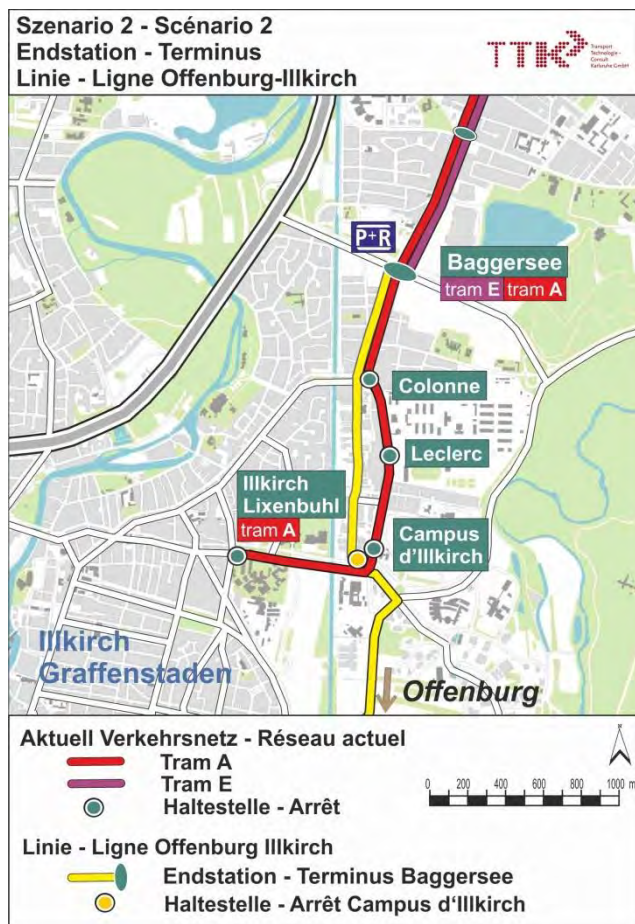 Szenario 2 - Scénario 2
Endstation - Terminus
Linie - Ligne Offenburg-Illkirch
TTK
Transport
Technologie -
Consult
Karlsruhe GmbH
P+R
Baggersee
tram E tram A
Colonne
Leclerc
Illkirch
Lixenbuhl
tram A
Campus
d'Illkirch
Illkirch
Graffenstaden
Offenburg
Aktuell Verkehrsnetz - Réseau actuel
Tram A
Tram E
Haltestelle - Arrêt
0 200 400 600 800 1000 m
Linie - Ligne Offenburg Illkirch
Endstation - Terminus Baggersee
Haltestelle - Arrêt Campus d'Illkirch